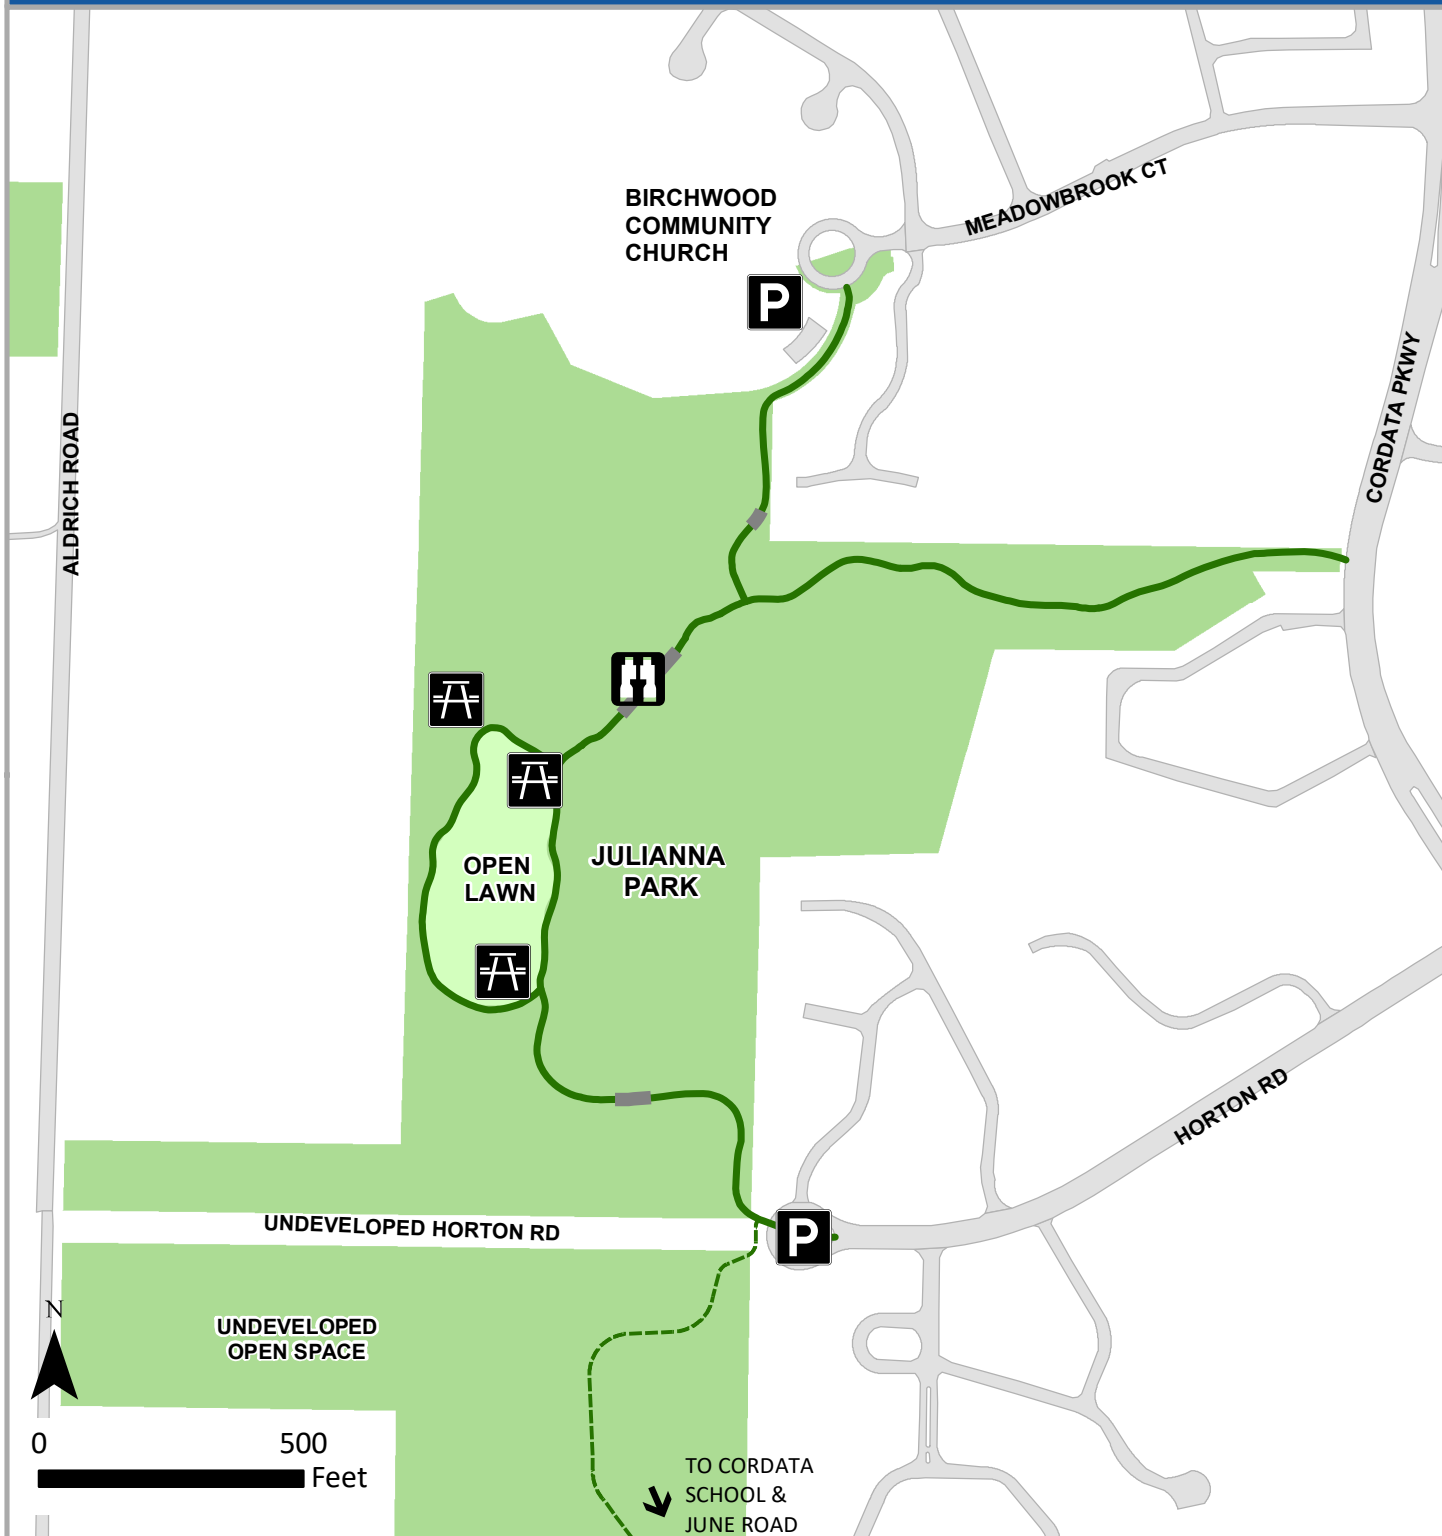 BIRCHWOOD
COMMUNITY
CHURCH
P
MEADOWBROOK CT
CORDATA PKWY
ALDRICH ROAD
OPEN
LAWN
JULIANNA
PARK
HORTON RD
UNDEVELOPED HORTON RD
P
N
UNDEVELOPED
OPEN SPACE
0 500
Feet
TO CORDATA
SCHOOL &
JUNE ROAD